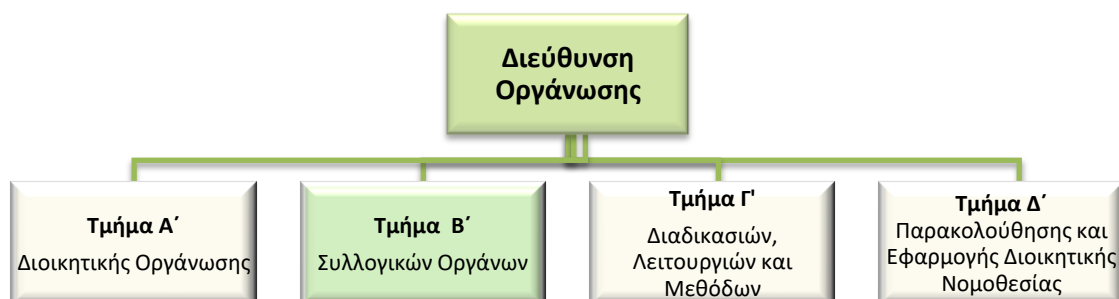 Διεύθυνση
Οργάνωσης
Τμήμα Α΄
Διοικητικής Οργάνωσης
Τμήμα Β΄
Συλλογικών Οργάνων
Τμήμα Γ'
Διαδικασιών,
Λειτουργιών και
Μεθόδων
Τμήμα Δ΄
Παρακολούθησης και
Εφαρμογής Διοικητικής
Νομοθεσίας